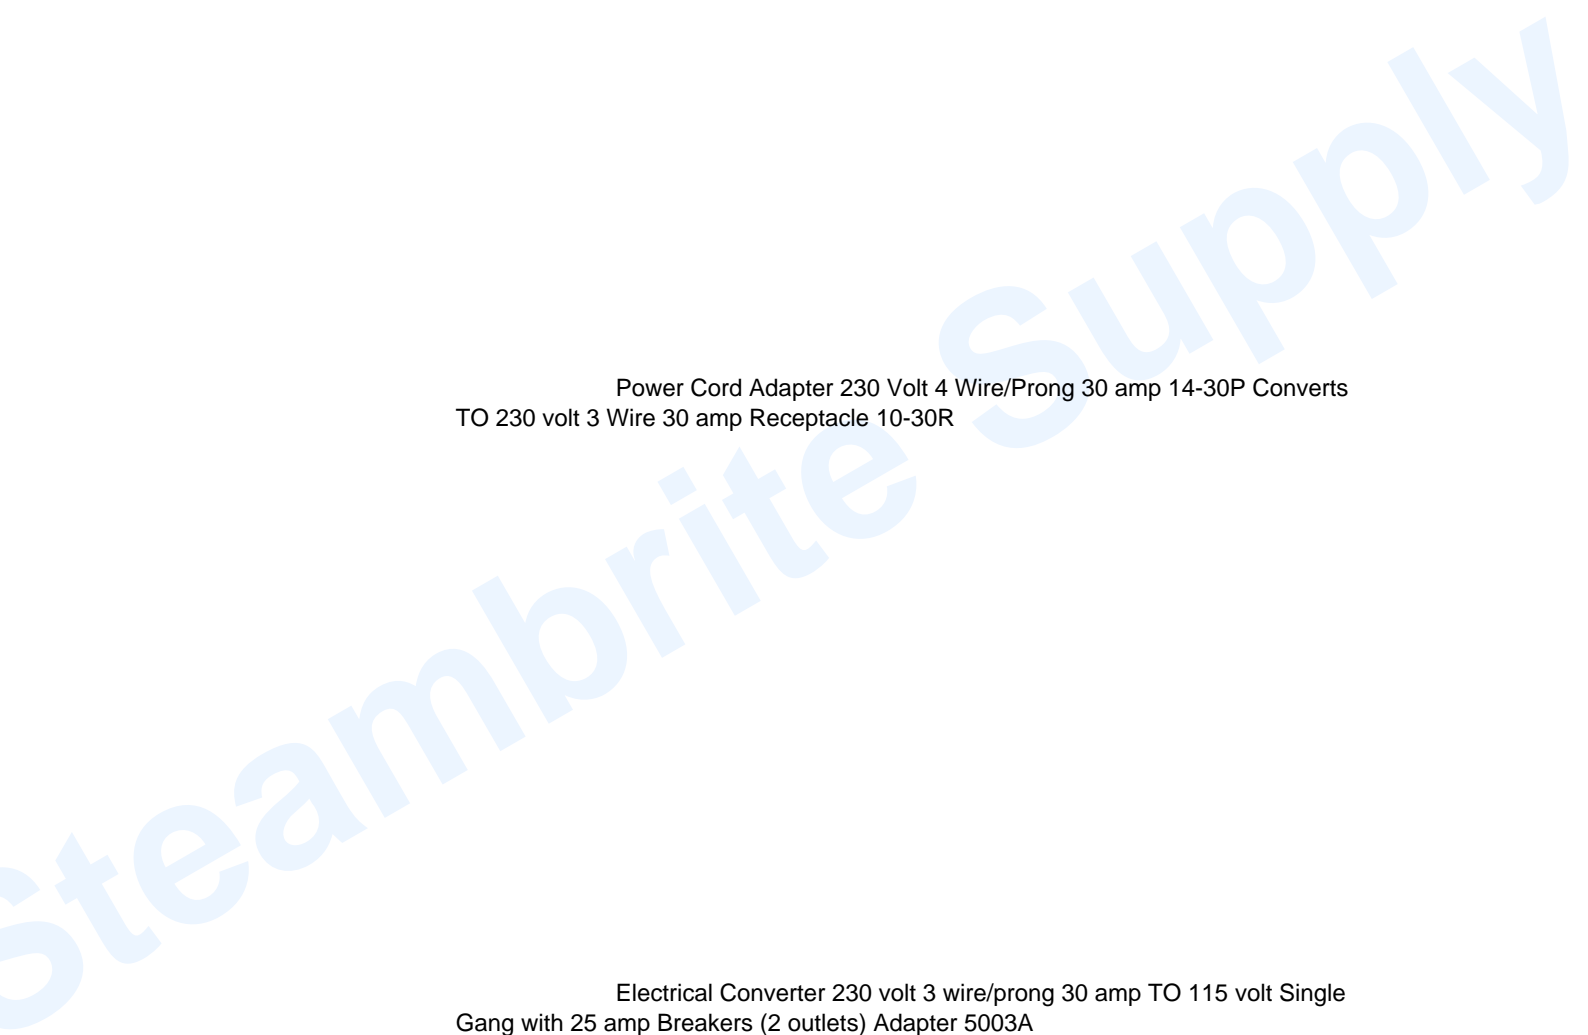 Steambrite Supply
Power Cord Adapter 230 Volt 4 Wire/Prong 30 amp 14-30P Converts
TO 230 volt 3 Wire 30 amp Receptacle 10-30R
Electrical Converter 230 volt 3 wire/prong 30 amp TO 115 volt Single
Gang with 25 amp Breakers (2 outlets) Adapter 5003A